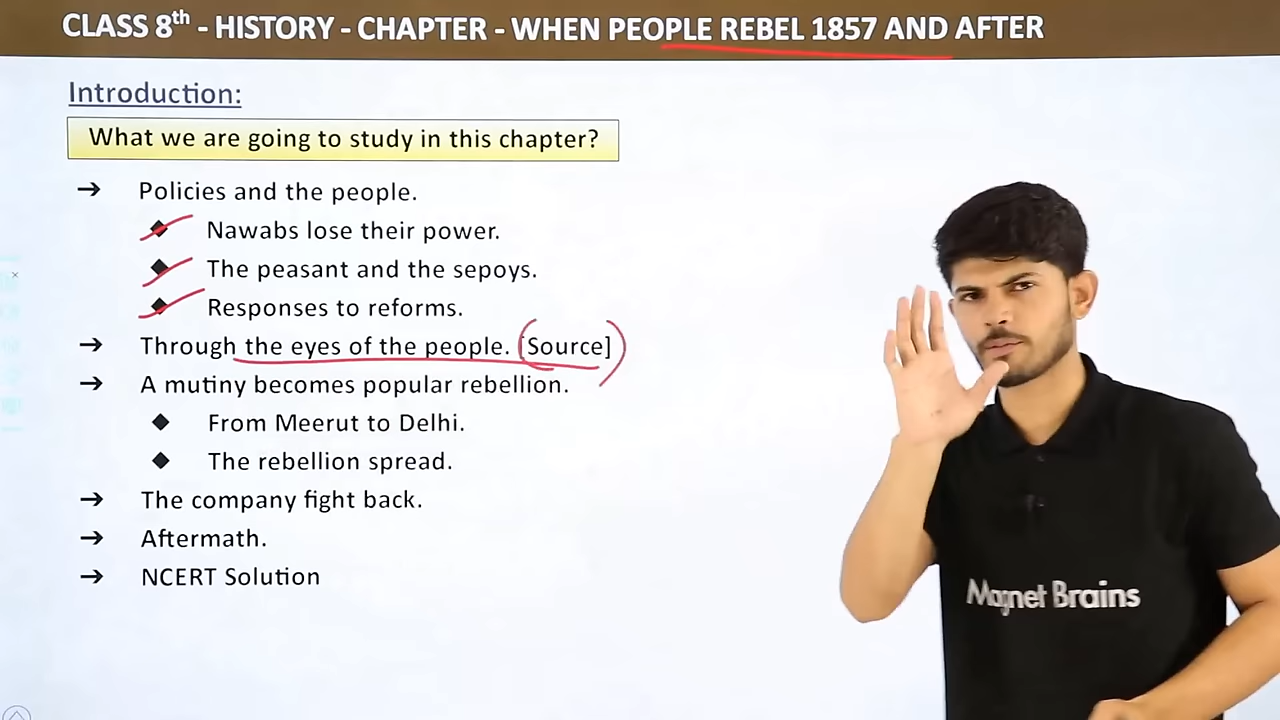 CLASS 8th - HISTORY - CHAPTER - WHEN PEOPLE REBEL 1857 AND AFTER
Introduction:
What we are going to study in this chapter?
→ Policies and the people.
◆ Nawabs lose their power.
◆ The peasant and the sepoys.
◆ Responses to reforms.
→ Through the eyes of the people. [Source]
→ A mutiny becomes popular rebellion.
◆ From Meerut to Delhi.
◆ The rebellion spread.
→ The company fight back.
→ Aftermath.
→ NCERT Solution
Magnet Brains